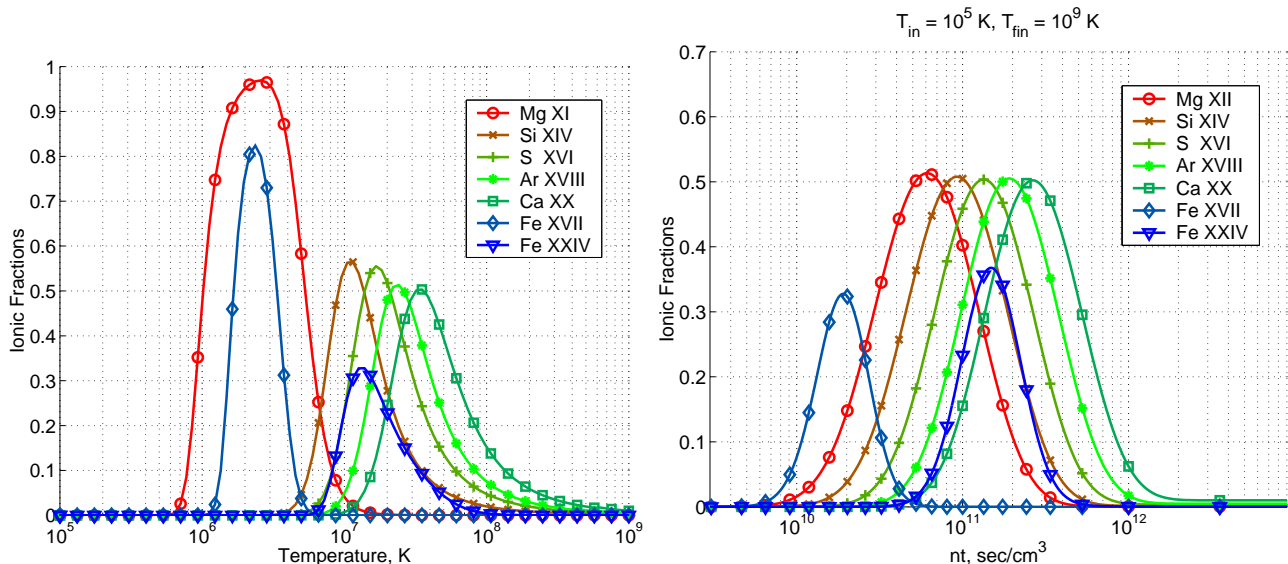 1
0.9
0.8
0.7
0.6
0.5
0.4
0.3
0.2
0.1
0
Ionic Fractions
10^5
10^6
10^7
10^8
10^9
Temperature, K
Mg XI
Si XIV
S XVI
Ar XVIII
Ca XX
Fe XVII
Fe XXIV
T_in = 10^5 K, T_fin = 10^9 K
0.7
0.6
0.5
0.4
0.3
0.2
0.1
0
Ionic Fractions
10^10
10^11
10^12
nt, sec/cm^3
Mg XII
Si XIV
S XVI
Ar XVIII
Ca XX
Fe XVII
Fe XXIV